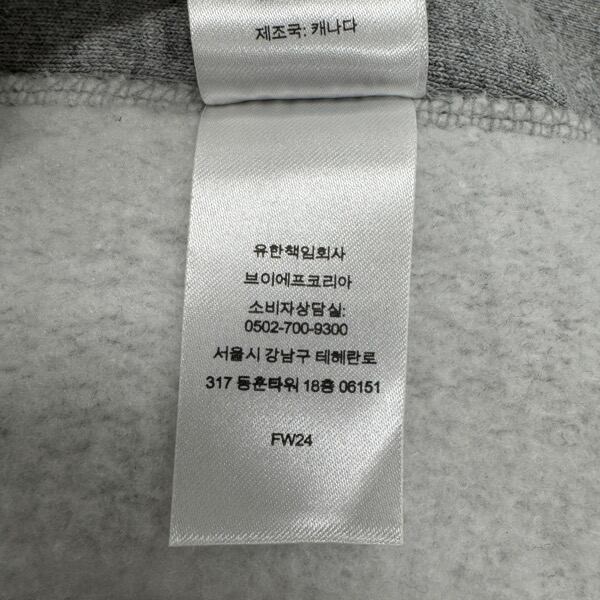 제조국: 캐나다
유한책임회사
브이에프코리아
소비자상담실:
0502-700-9300
서울시 강남구 테헤란로
317 동훈타워 18층 06151
FW24